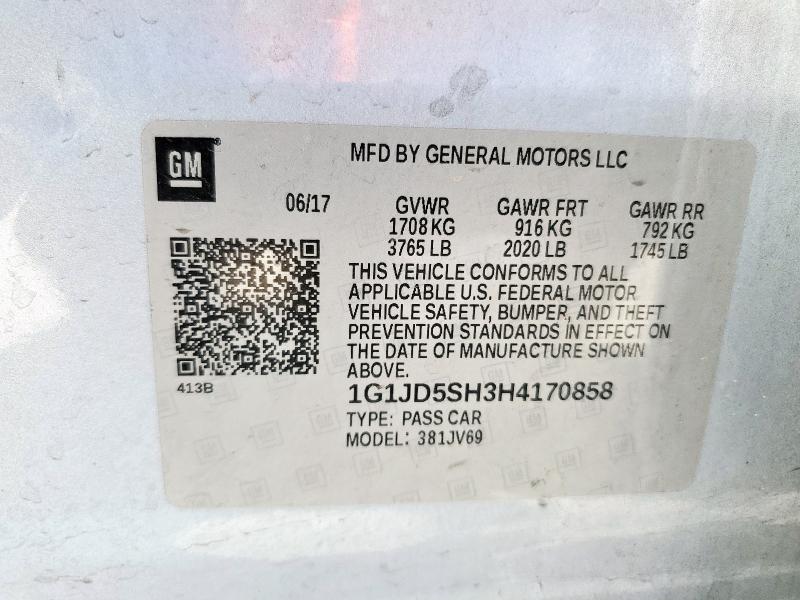 GM
MFD BY GENERAL MOTORS LLC
06/17
GVWR GAWR FRT GAWR RR
1708 KG 916 KG 792 KG
3765 LB 2020 LB 1745 LB
THIS VEHICLE CONFORMS TO ALL
APPLICABLE U.S. FEDERAL MOTOR
VEHICLE SAFETY, BUMPER, AND THEFT
PREVENTION STANDARDS IN EFFECT ON
THE DATE OF MANUFACTURE SHOWN
ABOVE.
413B
1G1JD5SH3H4170858
TYPE: PASS CAR
MODEL: 381JV69